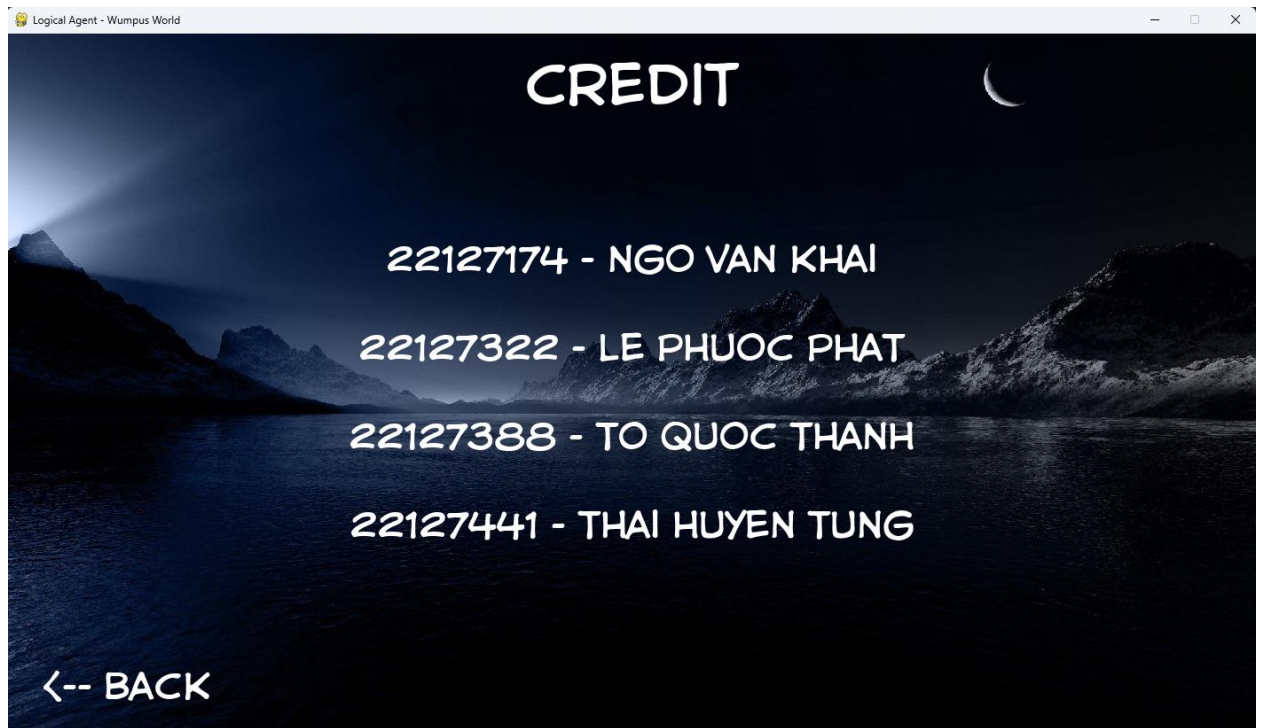 Logical Agent - Wumpus World
CREDIT
22127174 - NGO VAN KHAI
22127322 - LE PHUOC PHAT
22127388 - TO QUOC THANH
22127441 - THAI HUYEN TUNG
<-- BACK